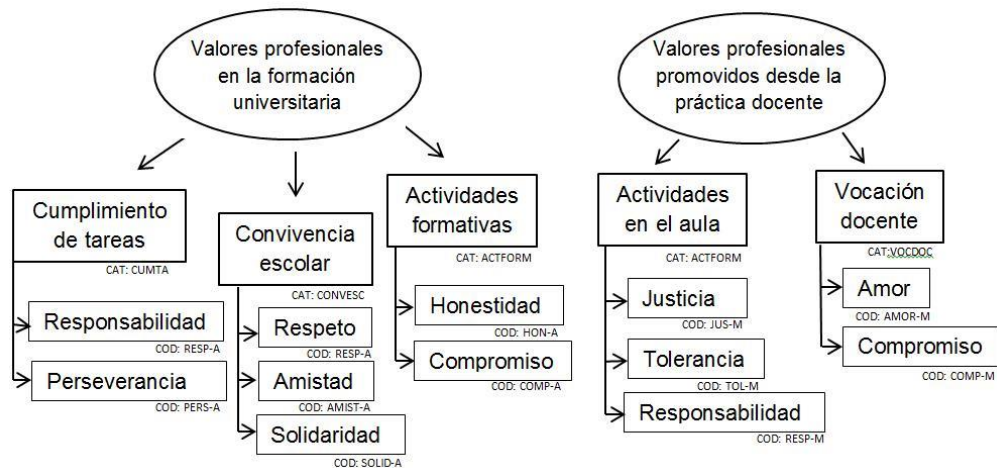 Valores profesionales
en la formación
universitaria
Cumplimiento
de tareas
CAT: CUMTA
Responsabilidad
COD: RESP-A
Perseverancia
COD: PERS-A
Convivencia
escolar
CAT: CONVESC
Respeto
COD: RESP-A
Amistad
COD: AMIST-A
Solidaridad
COD: SOLID-A
Actividades
formativas
CAT: ACTFORM
Honestidad
COD: HON-A
Compromiso
COD: COMP-A
Valores profesionales
promovidos desde la
práctica docente
Actividades
en el aula
CAT: ACTFORM
Justicia
COD: JUS-M
Tolerancia
COD: TOL-M
Responsabilidad
COD: RESP-M
Vocación
docente
CAT:VOCDOC
Amor
COD: AMOR-M
Compromiso
COD: COMP-M